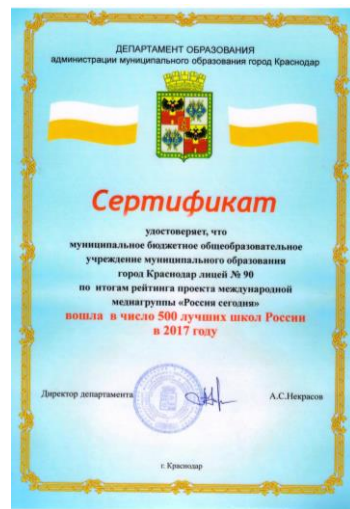 ДЕПАРТАМЕНТ ОБРАЗОВАНИЯ
администрации муниципального образования город Краснодар
Сертификат
удостоверяет, что
муниципальное бюджетное общеобразовательное
учреждение муниципального образования
город Краснодар лицей № 90
по итогам рейтинга проекта международной
медиагруппы «Россия сегодня»
вошла в число 500 лучших школ России
в 2017 году
Директор департамента А.С.Некрасов
г. Краснодар